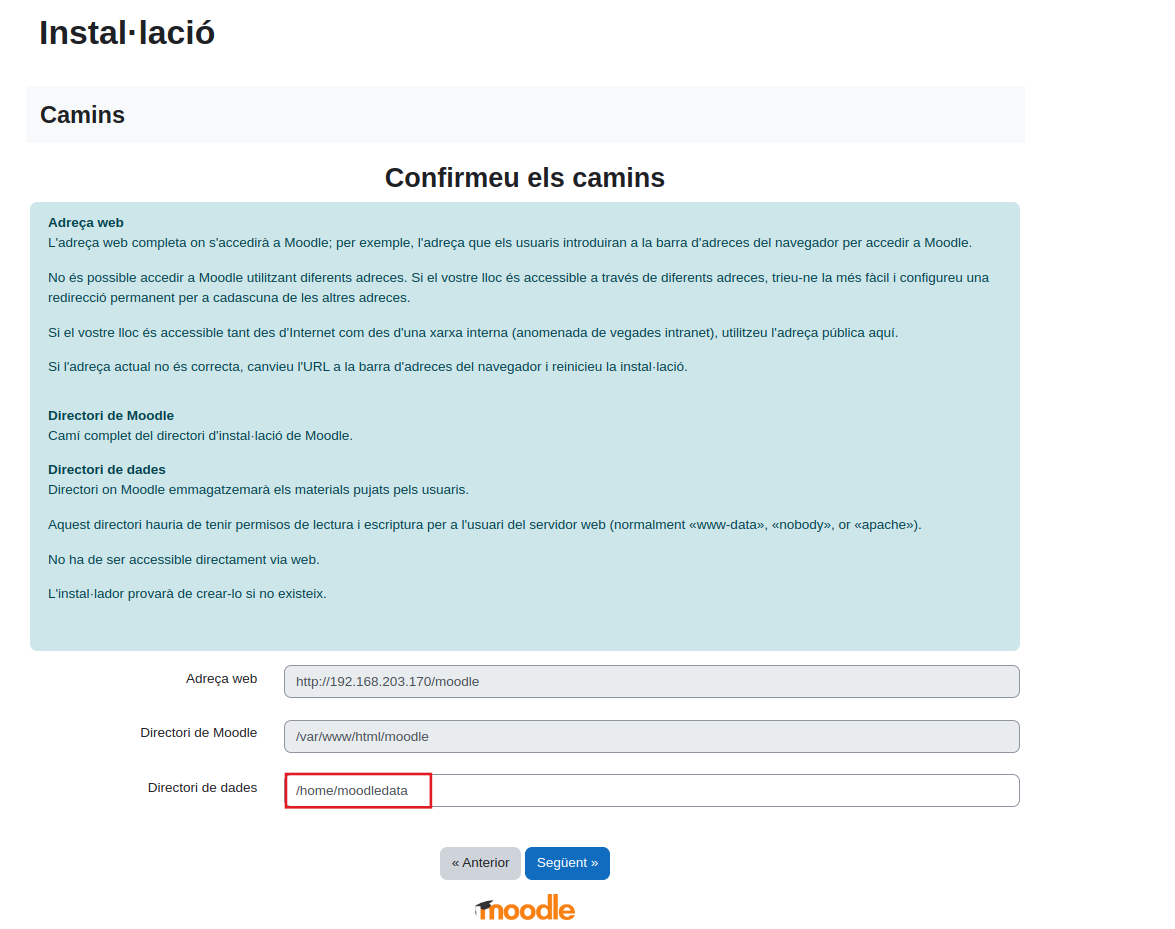 Instal·lació
Camins
Confirmeu els camins
Adreça web
L'adreça web completa on s'accedirà a Moodle; per exemple, l'adreça que els usuaris introduiran a la barra d'adreces del navegador per accedir a Moodle.
No és possible accedir a Moodle utilitzant diferents adreces. Si el vostre lloc és accessible a través de diferents adreces, trieu-ne la més fàcil i configureu una
redirecció permanent per a cadascuna de les altres adreces.
Si el vostre lloc és accessible tant des d'Internet com des d'una xarxa interna (anomenada de vegades intranet), utilitzeu l'adreça pública aquí.
Si l'adreça actual no és correcta, canvieu l'URL a la barra d'adreces del navegador i reinicieu la instal·lació.
Directori de Moodle
Camí complet del directori d'instal·lació de Moodle.
Directori de dades
Directori on Moodle emmagatzemarà els materials pujats pels usuaris.
Aquest directori hauria de tenir permisos de lectura i escriptura per a l'usuari del servidor web (normalment «www-data», «nobody», or «apache»).
No ha de ser accessible directament via web.
L'instal·lador provarà de crear-lo si no existeix.
Adreça web http://192.168.203.170/moodle
Directori de Moodle /var/www/html/moodle
Directori de dades /home/moodledata
« Anterior Següent »
moodle